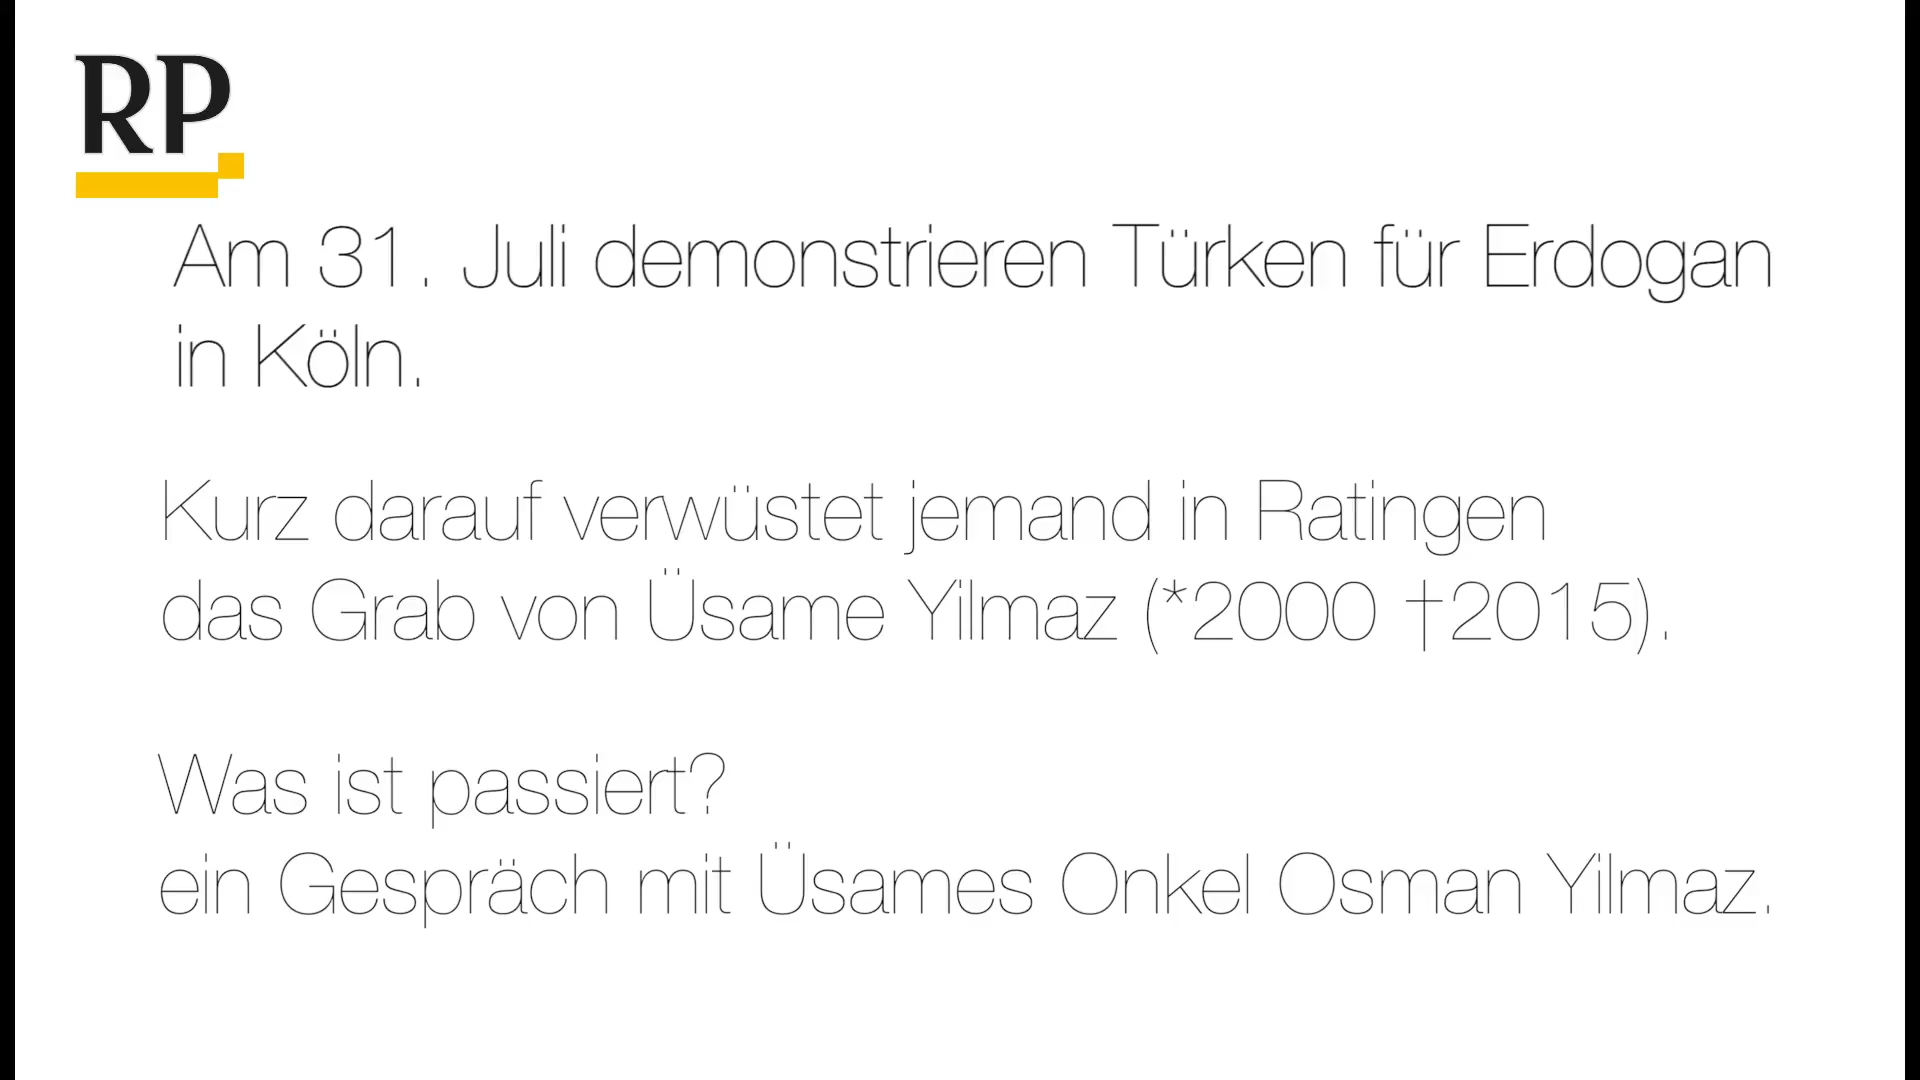 RP
Am 31. Juli demonstrieren Türken für Erdogan
in Köln.
Kurz darauf verwüstet jemand in Ratingen
das Grab von Üsame Yilmaz (*2000 †2015).
Was ist passiert?
ein Gespräch mit Üsames Onkel Osman Yilmaz.